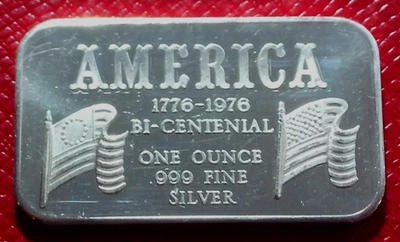 AMERICA
1776-1976
BI-CENTENIAL
ONE OUNCE
.999 FINE
SILVER